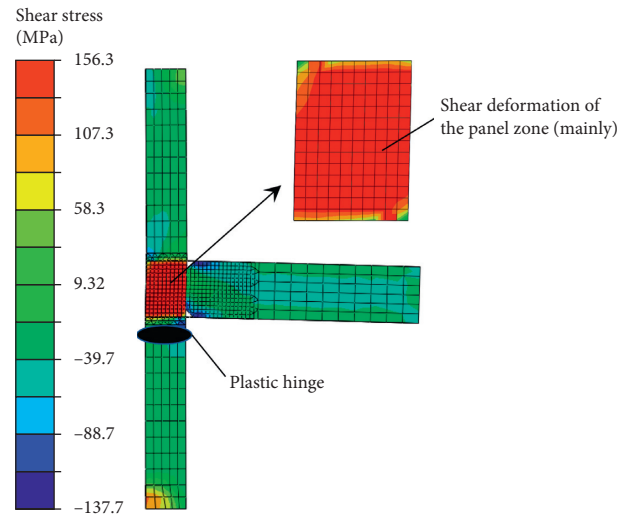 Shear stress
(MPa)
156.3
107.3
58.3
9.32
–39.7
–88.7
–137.7
Shear deformation of
the panel zone (mainly)
Plastic hinge